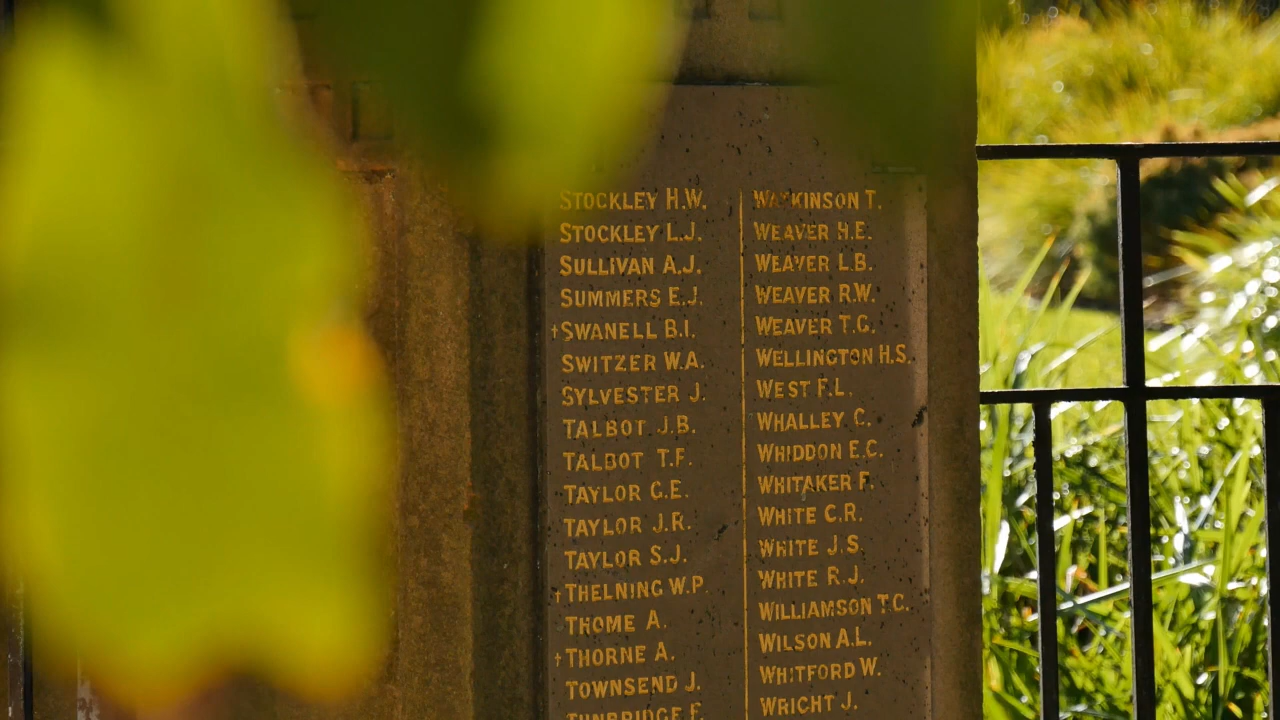 STOCKLEY H.W.
STOCKLEY L.J.
SULLIVAN A.J.
SUMMERS E.J.
†SWANELL B.I.
SWITZER W.A.
SYLVESTER J.
TALBOT J.B.
TALBOT T.F.
TAYLOR G.E.
TAYLOR J.R.
TAYLOR S.J.
†THELNING W.P.
THOME A.
†THORNE A.
TOWNSEND J.
TUNBRIDGE F.
WATKINSON T.
WEAVER H.E.
WEAVER L.B.
WEAVER R.W.
WEAVER T.G.
WELLINGTON H.S.
WEST F.L.
WHALLEY C.
WHIDDON E.C.
WHITAKER F.
WHITE C.R.
WHITE J.S.
WHITE R.J.
WILLIAMSON T.C.
WILSON A.L.
WHITFORD W.
WRIGHT J.